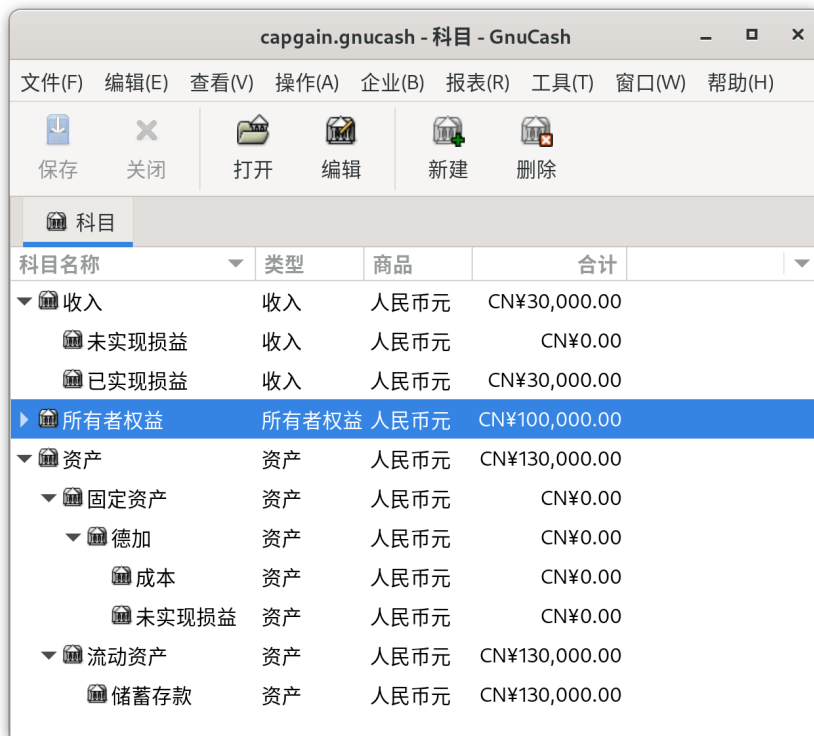 capgain.gnucash - 科目 - GnuCash
文件(F) 编辑(E) 查看(V) 操作(A) 企业(B) 报表(R) 工具(T) 窗口(W) 帮助(H)
保存 关闭 打开 编辑 新建 删除
科目
科目名称 类型 商品 合计
收入 收入 人民币元 CN¥30,000.00
未实现损益 收入 人民币元 CN¥0.00
已实现损益 收入 人民币元 CN¥30,000.00
所有者权益 所有者权益 人民币元 CN¥100,000.00
资产 资产 人民币元 CN¥130,000.00
固定资产 资产 人民币元 CN¥0.00
德加 资产 人民币元 CN¥0.00
成本 资产 人民币元 CN¥0.00
未实现损益 资产 人民币元 CN¥0.00
流动资产 资产 人民币元 CN¥130,000.00
储蓄存款 资产 人民币元 CN¥130,000.00